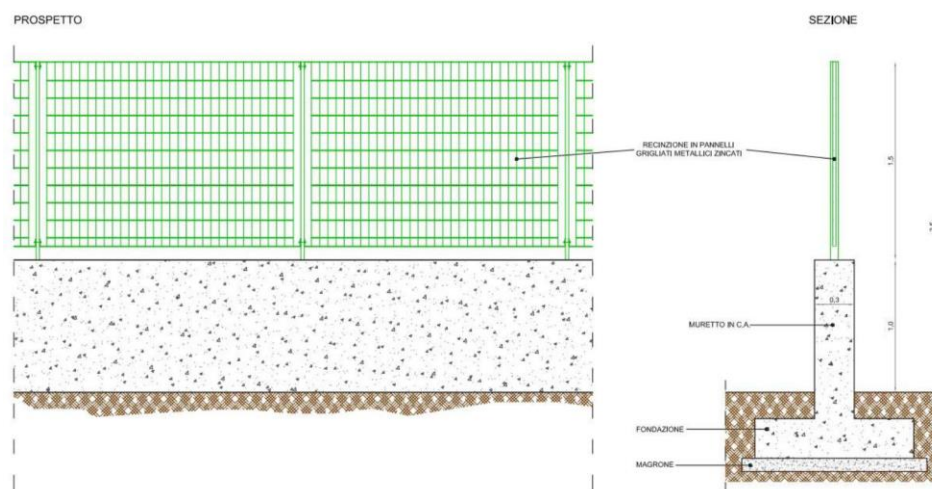 PROSPETTO
SEZIONE
RECINZIONE IN PANNELLI
GRIGLIATI METALLICI ZINCATI
1,5
0,3
MURETTO IN C.A.
1,0
FONDAZIONE
MAGRONE